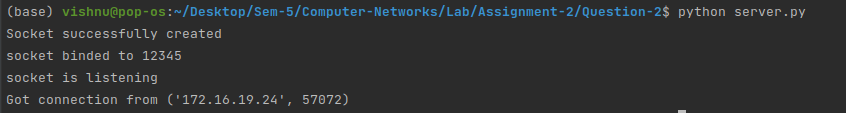 (base) vishnu@pop-os:~/Desktop/Sem-5/Computer-Networks/Lab/Assignment-2/Question-2$ python server.py
Socket successfully created
socket binded to 12345
socket is listening
Got connection from ('172.16.19.24', 57072)